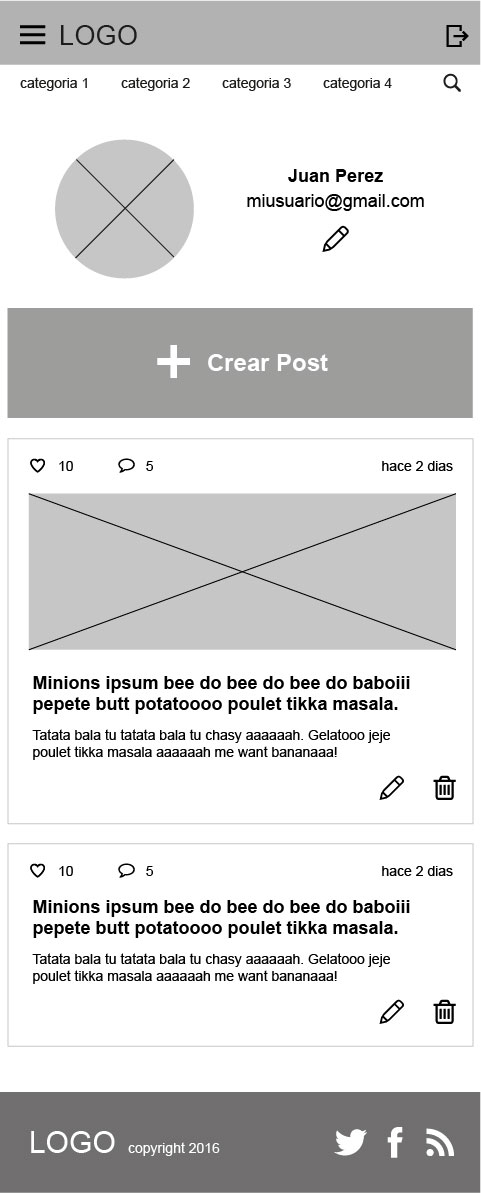 LOGO
categoria 1 categoria 2 categoria 3 categoria 4
Juan Perez
miusuario@gmail.com
Crear Post
10 5 hace 2 dias
Minions ipsum bee do bee do bee do baboiii
pepete butt potatoooo poulet tikka masala.
Tatata bala tu tatata bala tu chasy aaaaaah. Gelatooo jeje
poulet tikka masala aaaaaah me want bananaaa!
10 5 hace 2 dias
Minions ipsum bee do bee do bee do baboiii
pepete butt potatoooo poulet tikka masala.
Tatata bala tu tatata bala tu chasy aaaaaah. Gelatooo jeje
poulet tikka masala aaaaaah me want bananaaa!
LOGO copyright 2016